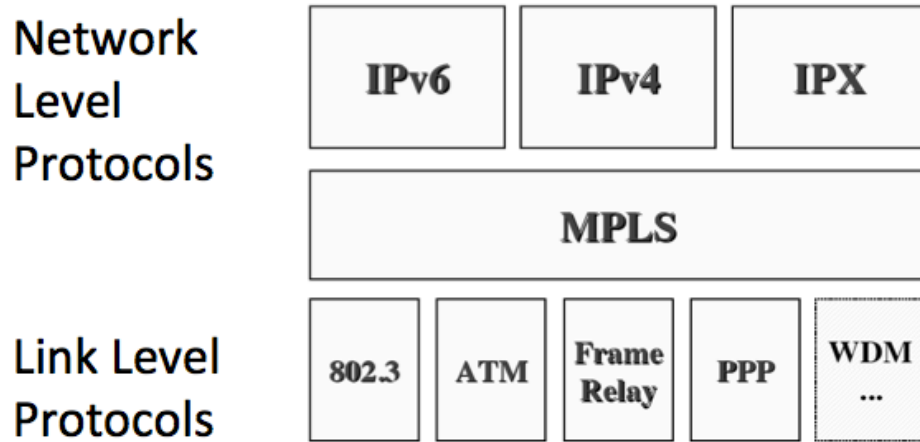 Network
Level
Protocols
IPv6 IPv4 IPX
MPLS
Link Level
Protocols
802.3 ATM Frame Relay PPP WDM ...